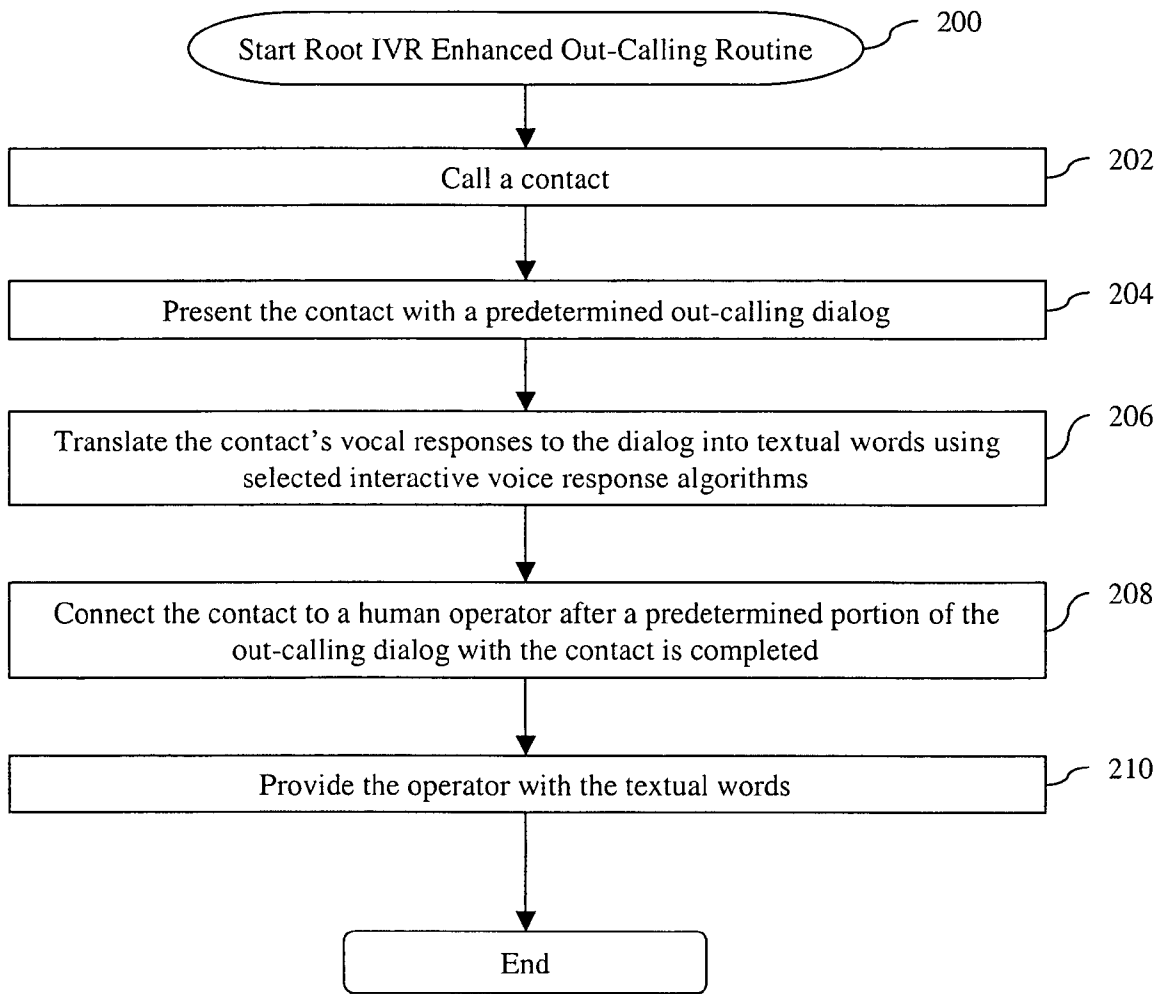 200
Start Root IVR Enhanced Out-Calling Routine
202
Call a contact
204
Present the contact with a predetermined out-calling dialog
206
Translate the contact's vocal responses to the dialog into textual words using
selected interactive voice response algorithms
208
Connect the contact to a human operator after a predetermined portion of the
out-calling dialog with the contact is completed
210
Provide the operator with the textual words
End